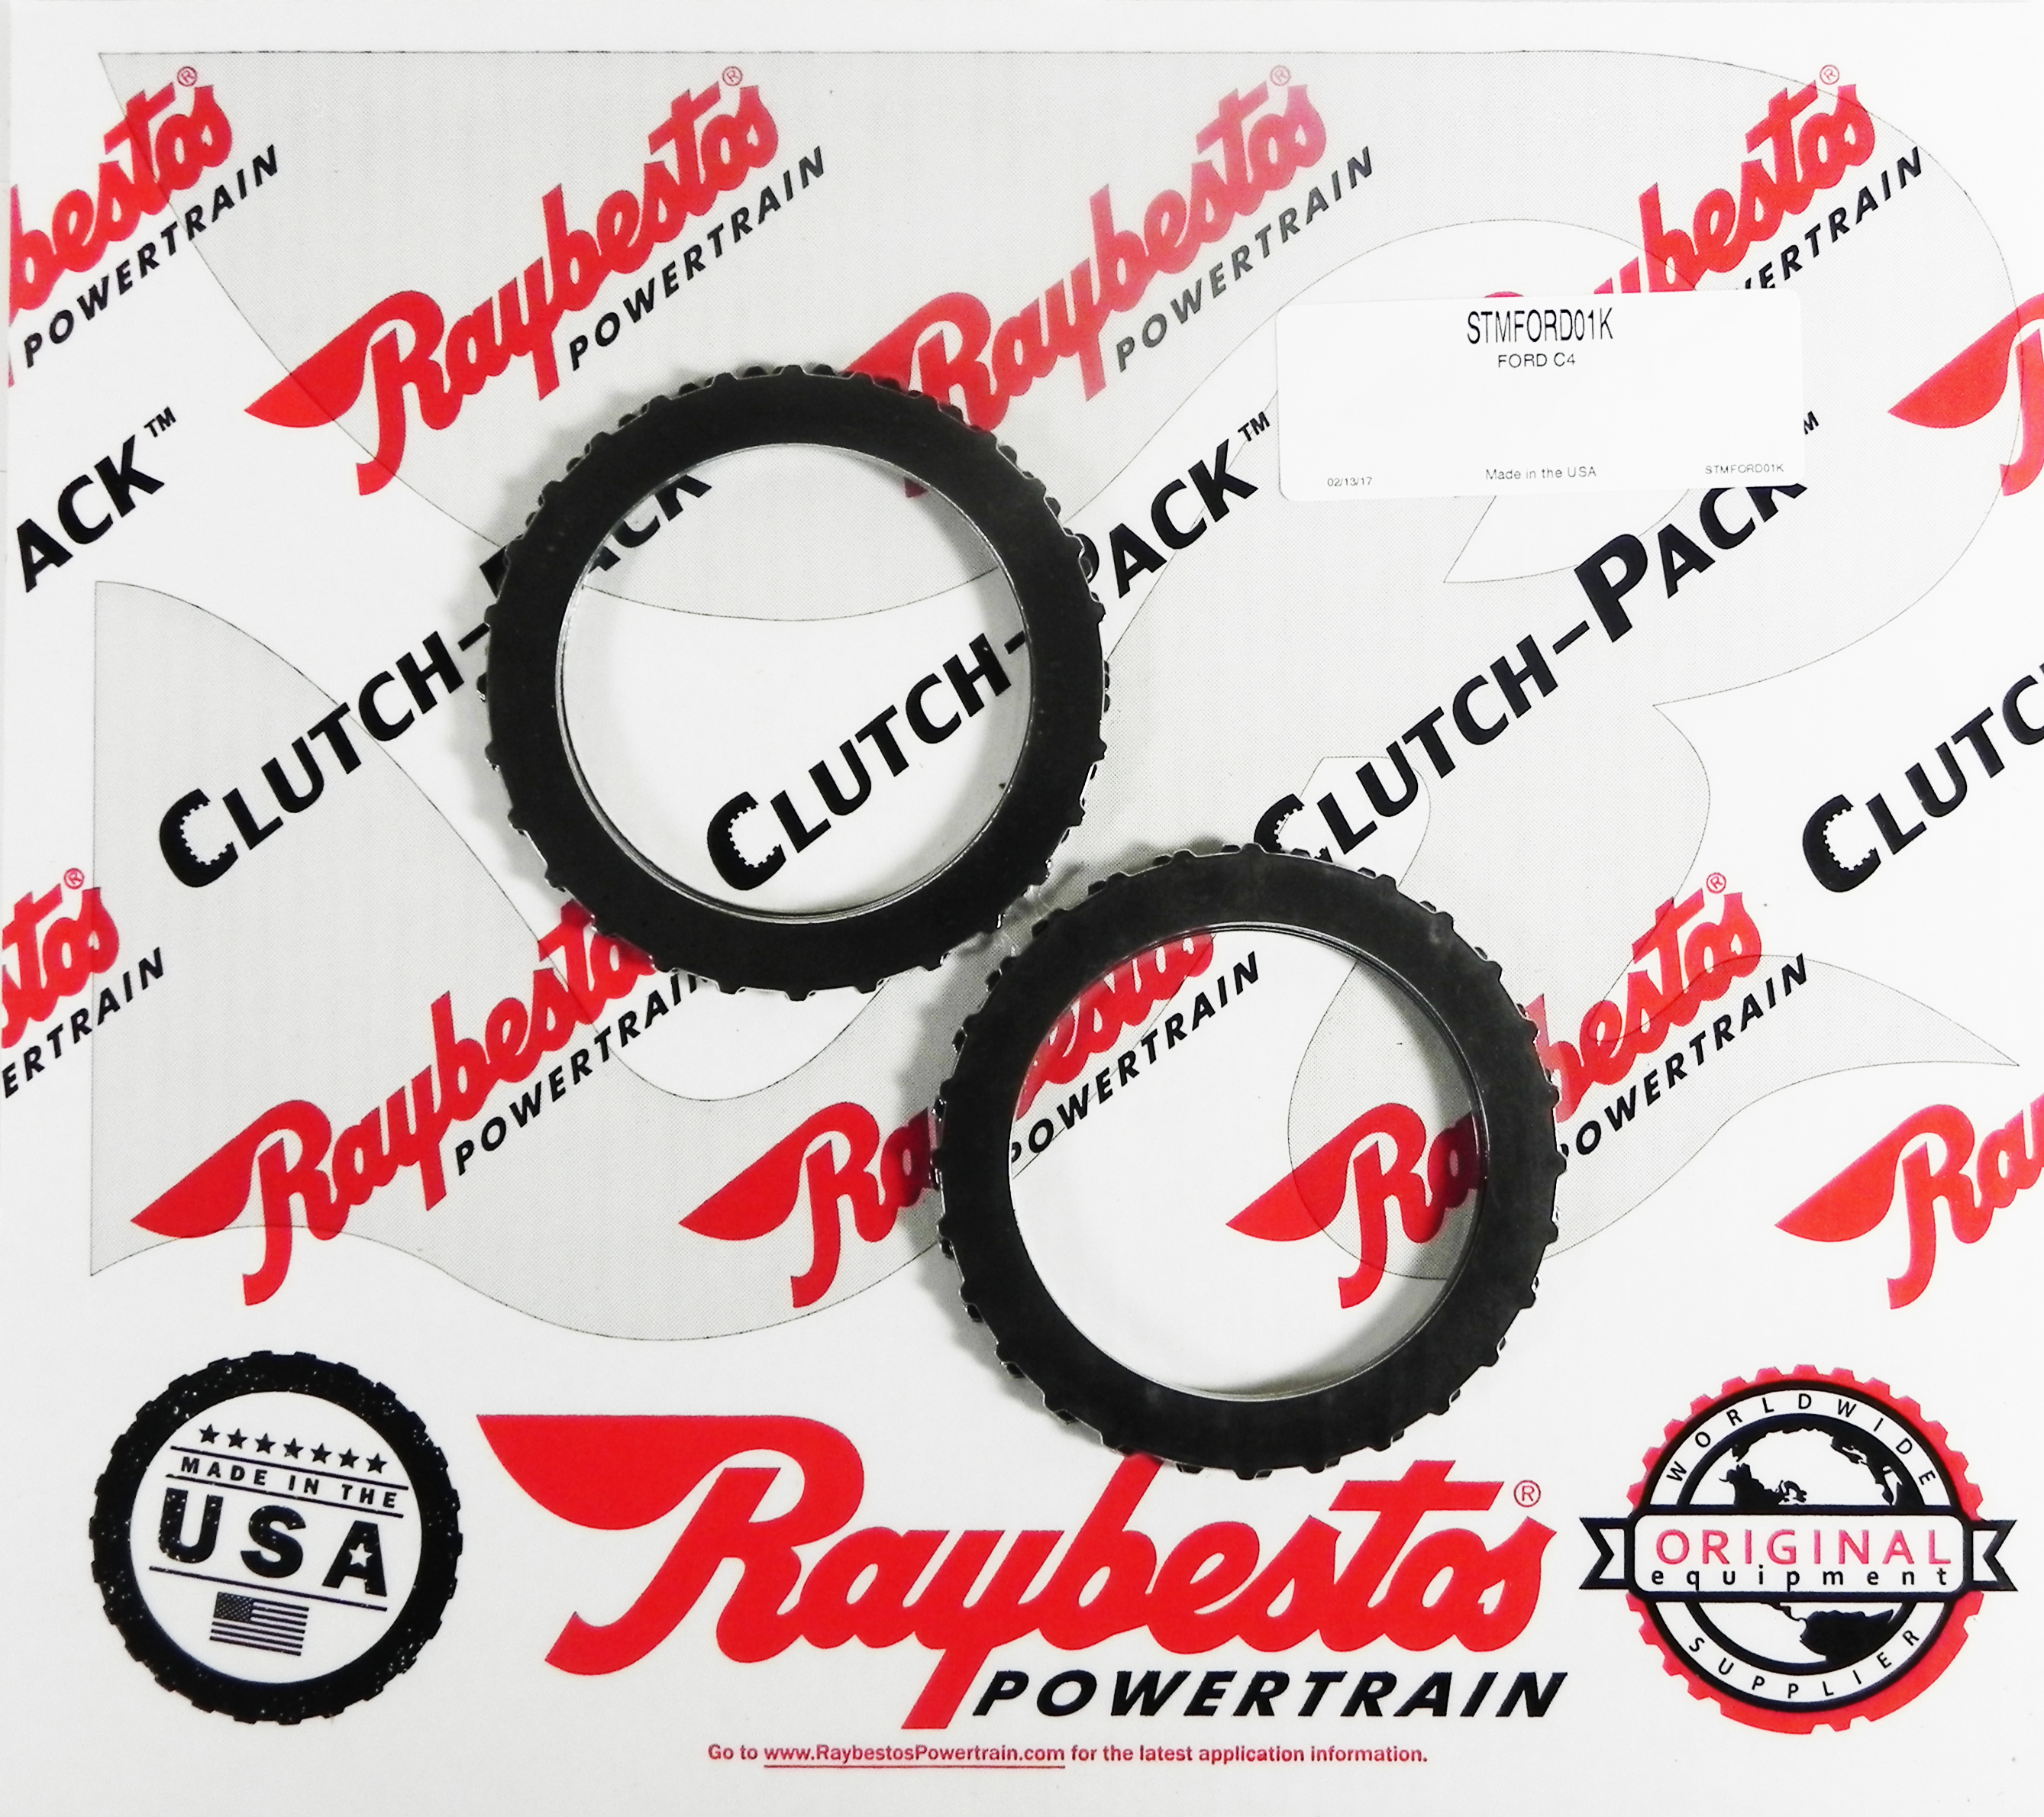 Raybestos®
POWERTRAIN
Raybestos®
POWERTRAIN
Raybestos®
POWERTRAIN
STMFORD01K
FORD C4
02/13/17
Made in the USA
STMFORD01K
CLUTCH-PACK™
CLUTCH-PACK™
CLUTCH-PACK
Raybestos
POWERTRAIN
Raybestos
POWERTRAIN
Raybestos®
POWERTRAIN
★★★★★★★
MADE IN THE
USA
Raybestos®
POWERTRAIN
WORLDWIDE
ORIGINAL
equipment
SUPPLIER
Go to www.RaybestosPowertrain.com for the latest application information.